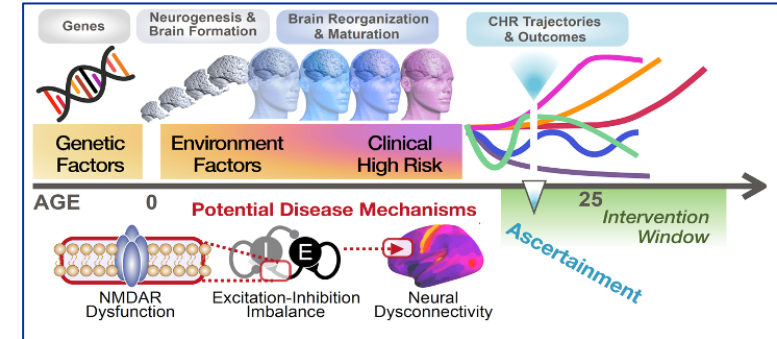 Genes
Neurogenesis &
Brain Formation
Brain Reorganization
& Maturation
CHR Trajectories
& Outcomes
Genetic
Factors
Environment
Factors
Clinical
High Risk
AGE
0
25
Potential Disease Mechanisms
Intervention
Window
Ascertainment
I
E
NMDAR
Dysfunction
Excitation-Inhibition
Imbalance
Neural
Dysconnectivity